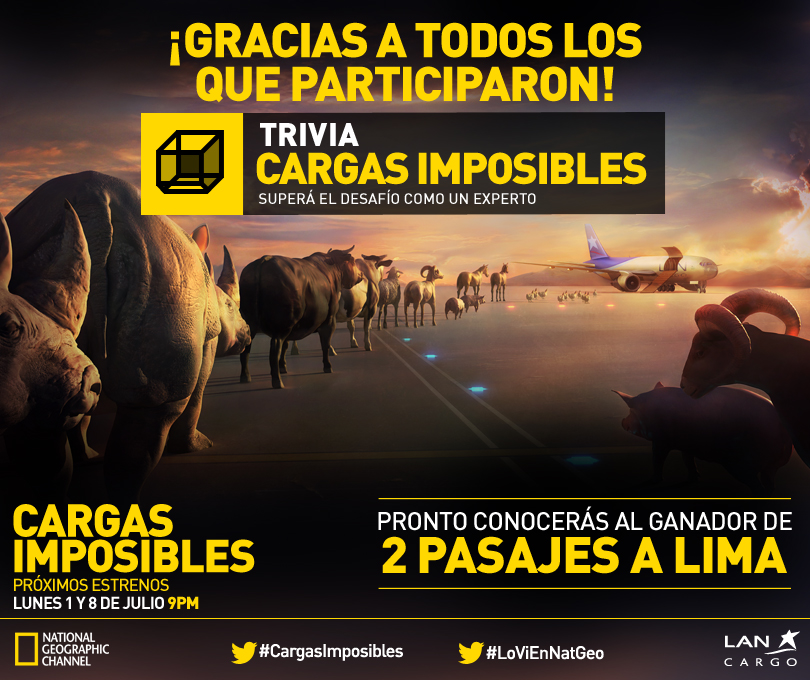 ¡GRACIAS A TODOS LOS
QUE PARTICIPARON!
TRIVIA
CARGAS IMPOSIBLES
SUPERÁ EL DESAFÍO COMO UN EXPERTO
CARGAS
IMPOSIBLES
PRÓXIMOS ESTRENOS
LUNES 1 Y 8 DE JULIO 9PM
PRONTO CONOCERÁS AL GANADOR DE
2 PASAJES A LIMA
NATIONAL
GEOGRAPHIC
CHANNEL
#CargasImposibles
#LoViEnNatGeo
LAN
CARGO